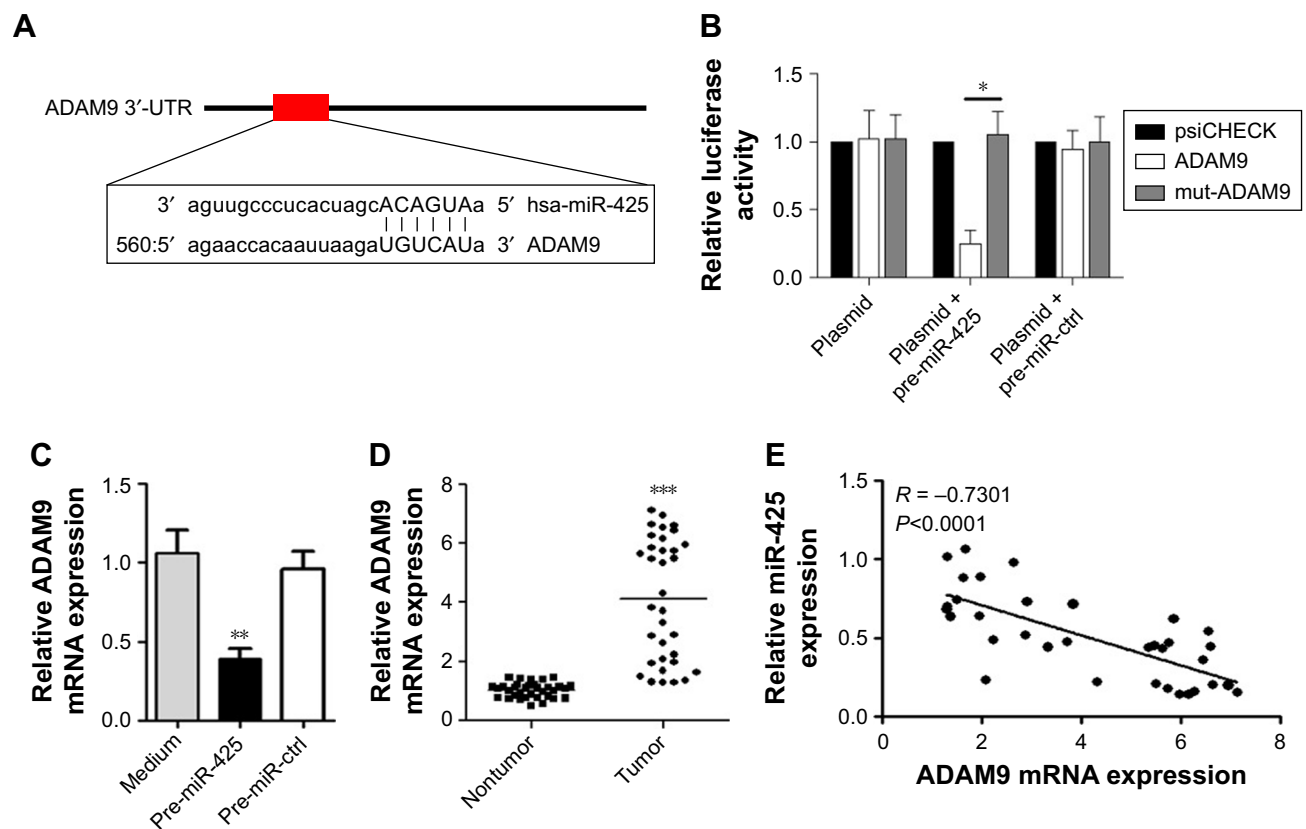 A
ADAM9 3′-UTR
3′ aguugcccucacuagcACAGUAa 5′ hsa-miR-425
560:5′ agaaccacaauuaagaUGUCAUa 3′ ADAM9
B
Relative luciferase
activity
1.5
1.0
0.5
0.0
*
Plasmid
Plasmid +
pre-miR-425
Plasmid +
pre-miR-ctrl
psiCHECK
ADAM9
mut-ADAM9
C
Relative ADAM9
mRNA expression
1.5
1.0
0.5
0.0
**
Medium
Pre-miR-425
Pre-miR-ctrl
D
Relative ADAM9
mRNA expression
8
6
4
2
0
***
Nontumor
Tumor
E
Relative miR-425
expression
1.5
1.0
0.5
0.0
R = –0.7301
P<0.0001
0 2 4 6 8
ADAM9 mRNA expression